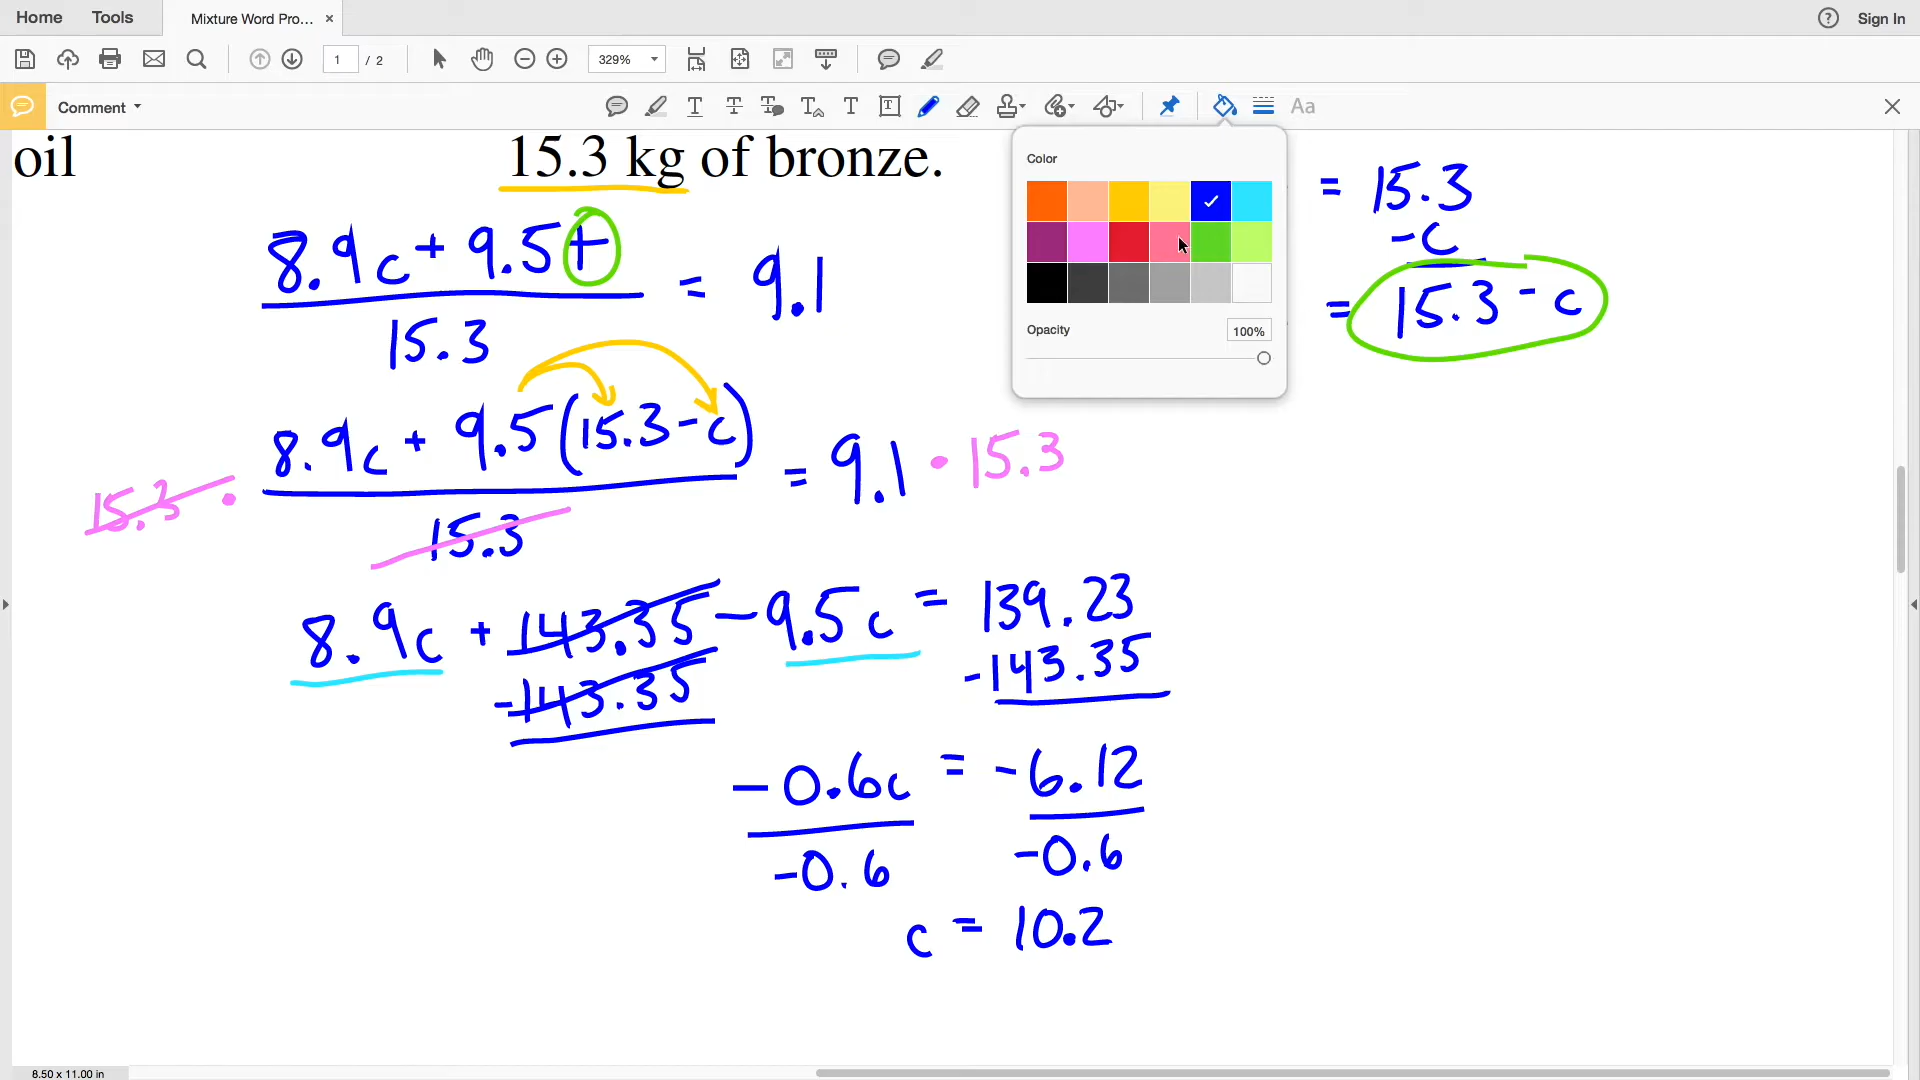 Home Tools Mixture Word Pro... × ? Sign In
1 / 2 329%
Comment Aa
oil 15.3 kg of bronze.
Color
Opacity 100%
= 15.3
-c
= 15.3 - c
8.9c + 9.5t = 9.1
15.3
8.9c + 9.5(15.3 - c) = 9.1 · 15.3
15.3 ·
15.3
8.9c + 143.35 - 9.5c = 139.23
-143.35 -143.35
-0.6c = -6.12
-0.6 -0.6
c = 10.2
8.50 x 11.00 in